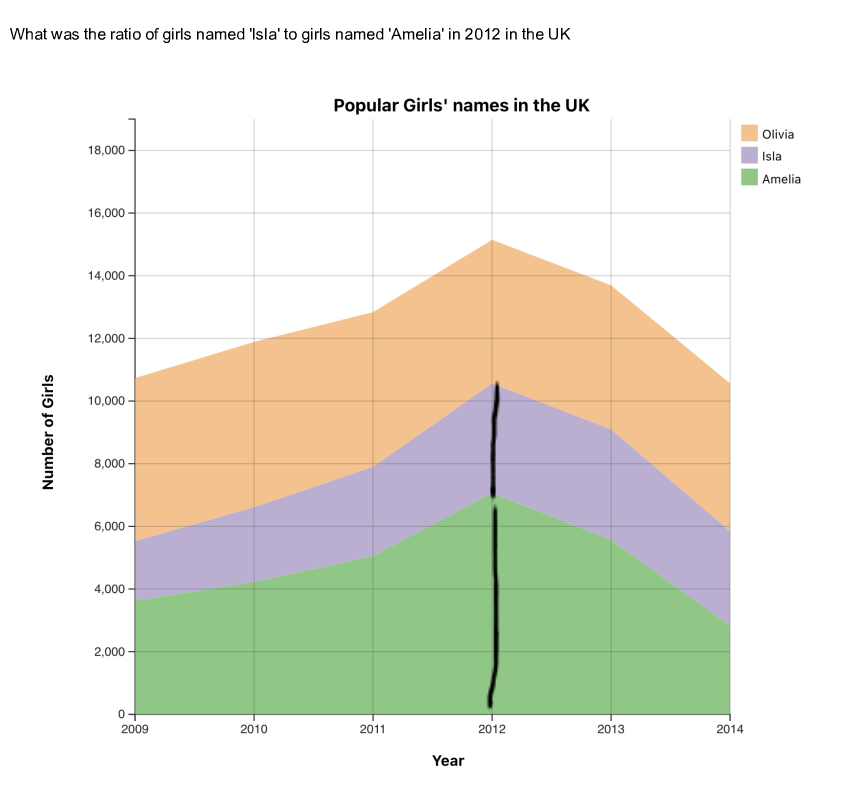 What was the ratio of girls named 'Isla' to girls named 'Amelia' in 2012 in the UK
Popular Girls' names in the UK
Olivia
Isla
Amelia
18,000
16,000
14,000
12,000
10,000
8,000
6,000
4,000
2,000
0
Number of Girls
2009 2010 2011 2012 2013 2014
Year